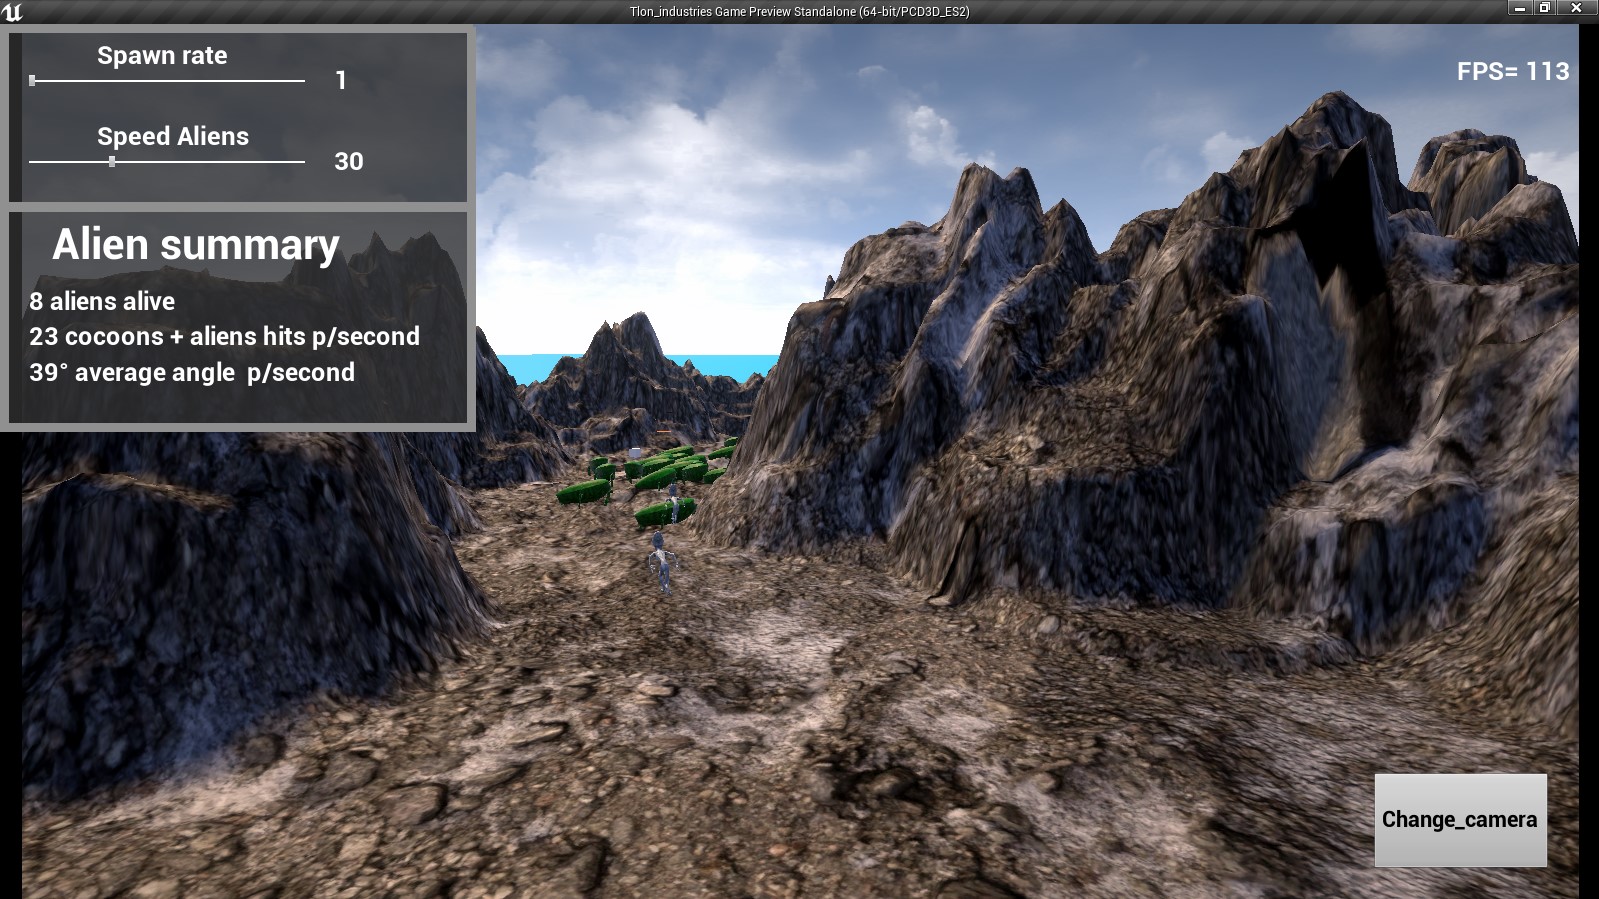 Tlon_industries Game Preview Standalone (64-bit/PCD3D_ES2)
Spawn rate
1
FPS= 113
Speed Aliens
30
Alien summary
8 aliens alive
23 cocoons + aliens hits p/second
39° average angle  p/second
Change_camera